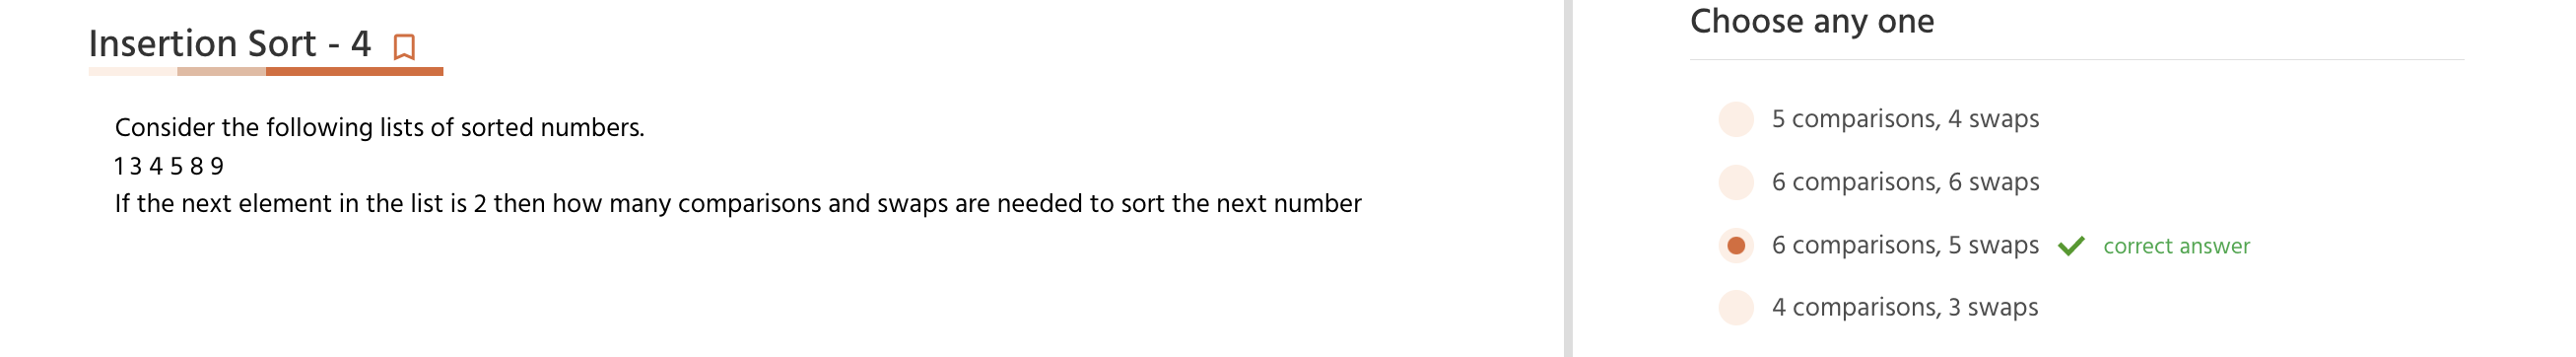 Insertion Sort - 4
Consider the following lists of sorted numbers.
1 3 4 5 8 9
If the next element in the list is 2 then how many comparisons and swaps are needed to sort the next number
Choose any one
5 comparisons, 4 swaps
6 comparisons, 6 swaps
6 comparisons, 5 swaps correct answer
4 comparisons, 3 swaps